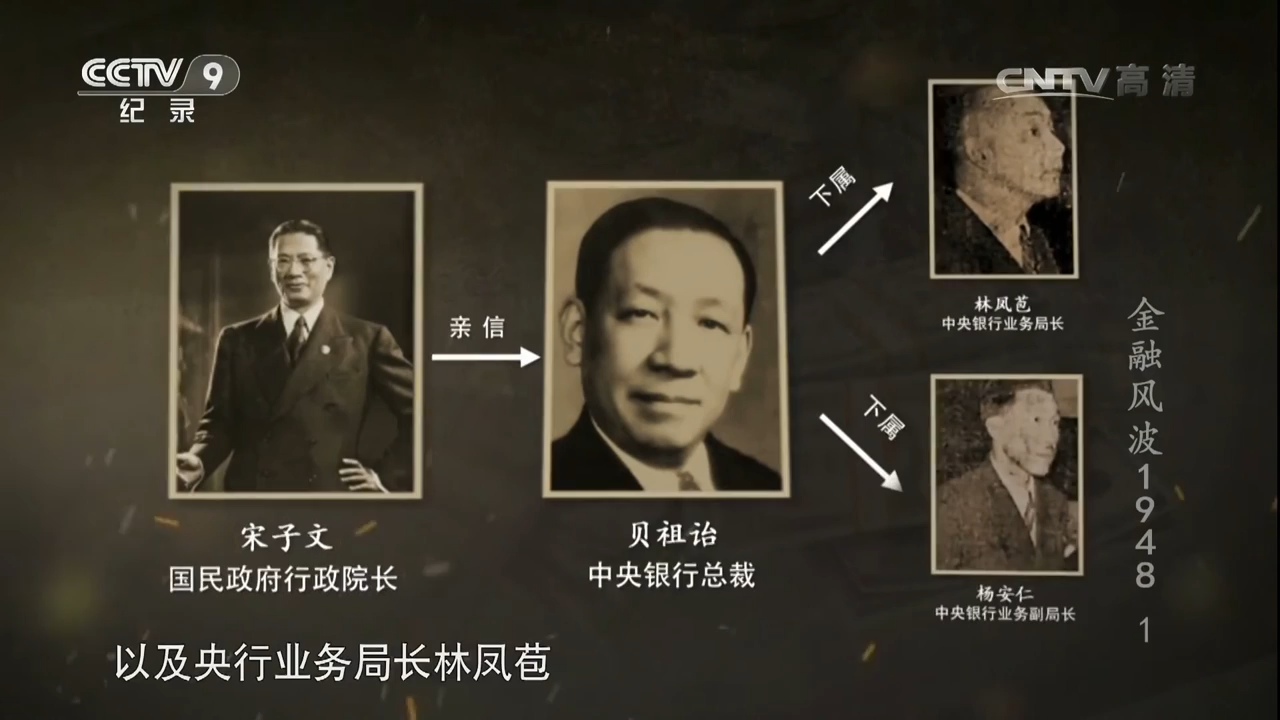 CCTV 9
纪录
CNTV高清
下属
林凤苞
中央银行业务局长
亲信
下属
宋子文
国民政府行政院长
贝祖诒
中央银行总裁
杨安仁
中央银行业务副局长
金融风波1948 1
以及央行业务局长林凤苞